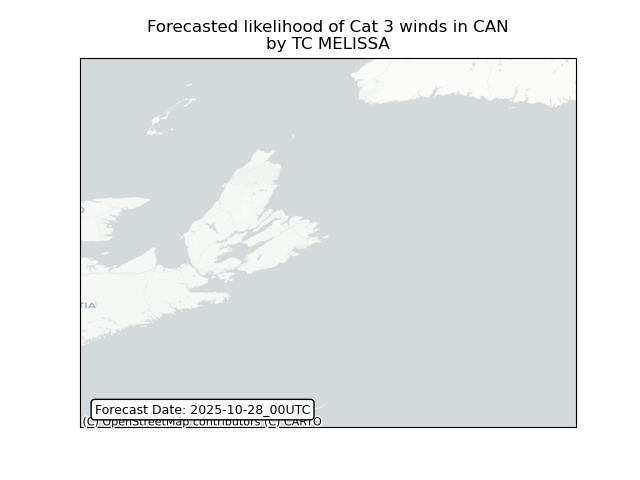 Forecasted likelihood of Cat 3 winds in CAN
by TC MELISSA
TIA
Forecast Date: 2025-10-28_00UTC
(C) OpenStreetMap contributors (C) CARTO